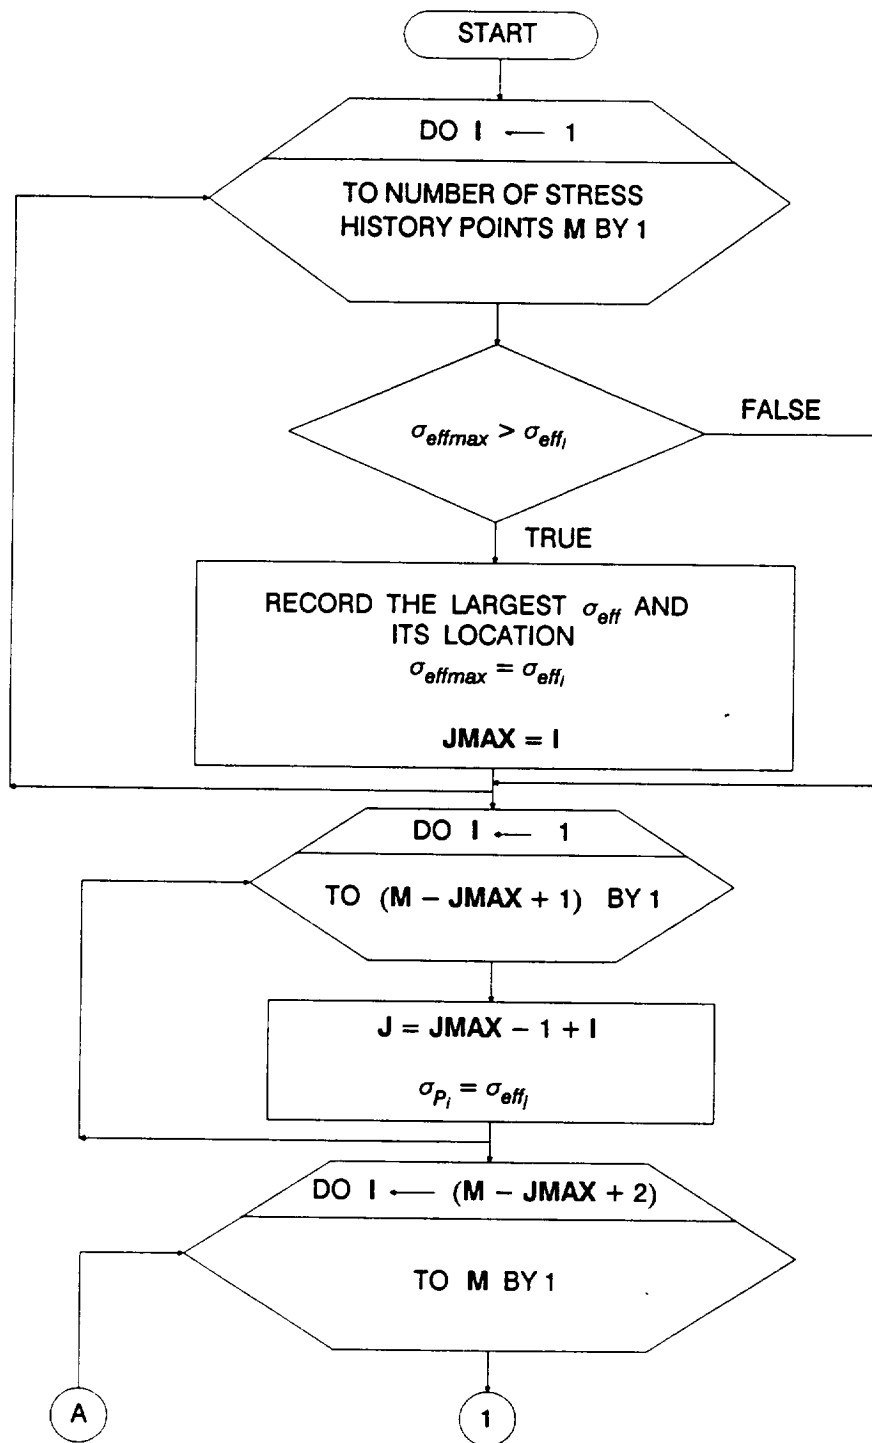 START
DO I ← 1
TO NUMBER OF STRESS
HISTORY POINTS M BY 1
σeffmax > σeffi
FALSE
TRUE
RECORD THE LARGEST σeff AND
ITS LOCATION
σeffmax = σeffi
JMAX = I
DO I ← 1
TO (M – JMAX + 1) BY 1
J = JMAX – 1 + I
σPi = σeffj
DO I ← (M – JMAX + 2)
TO M BY 1
A
1